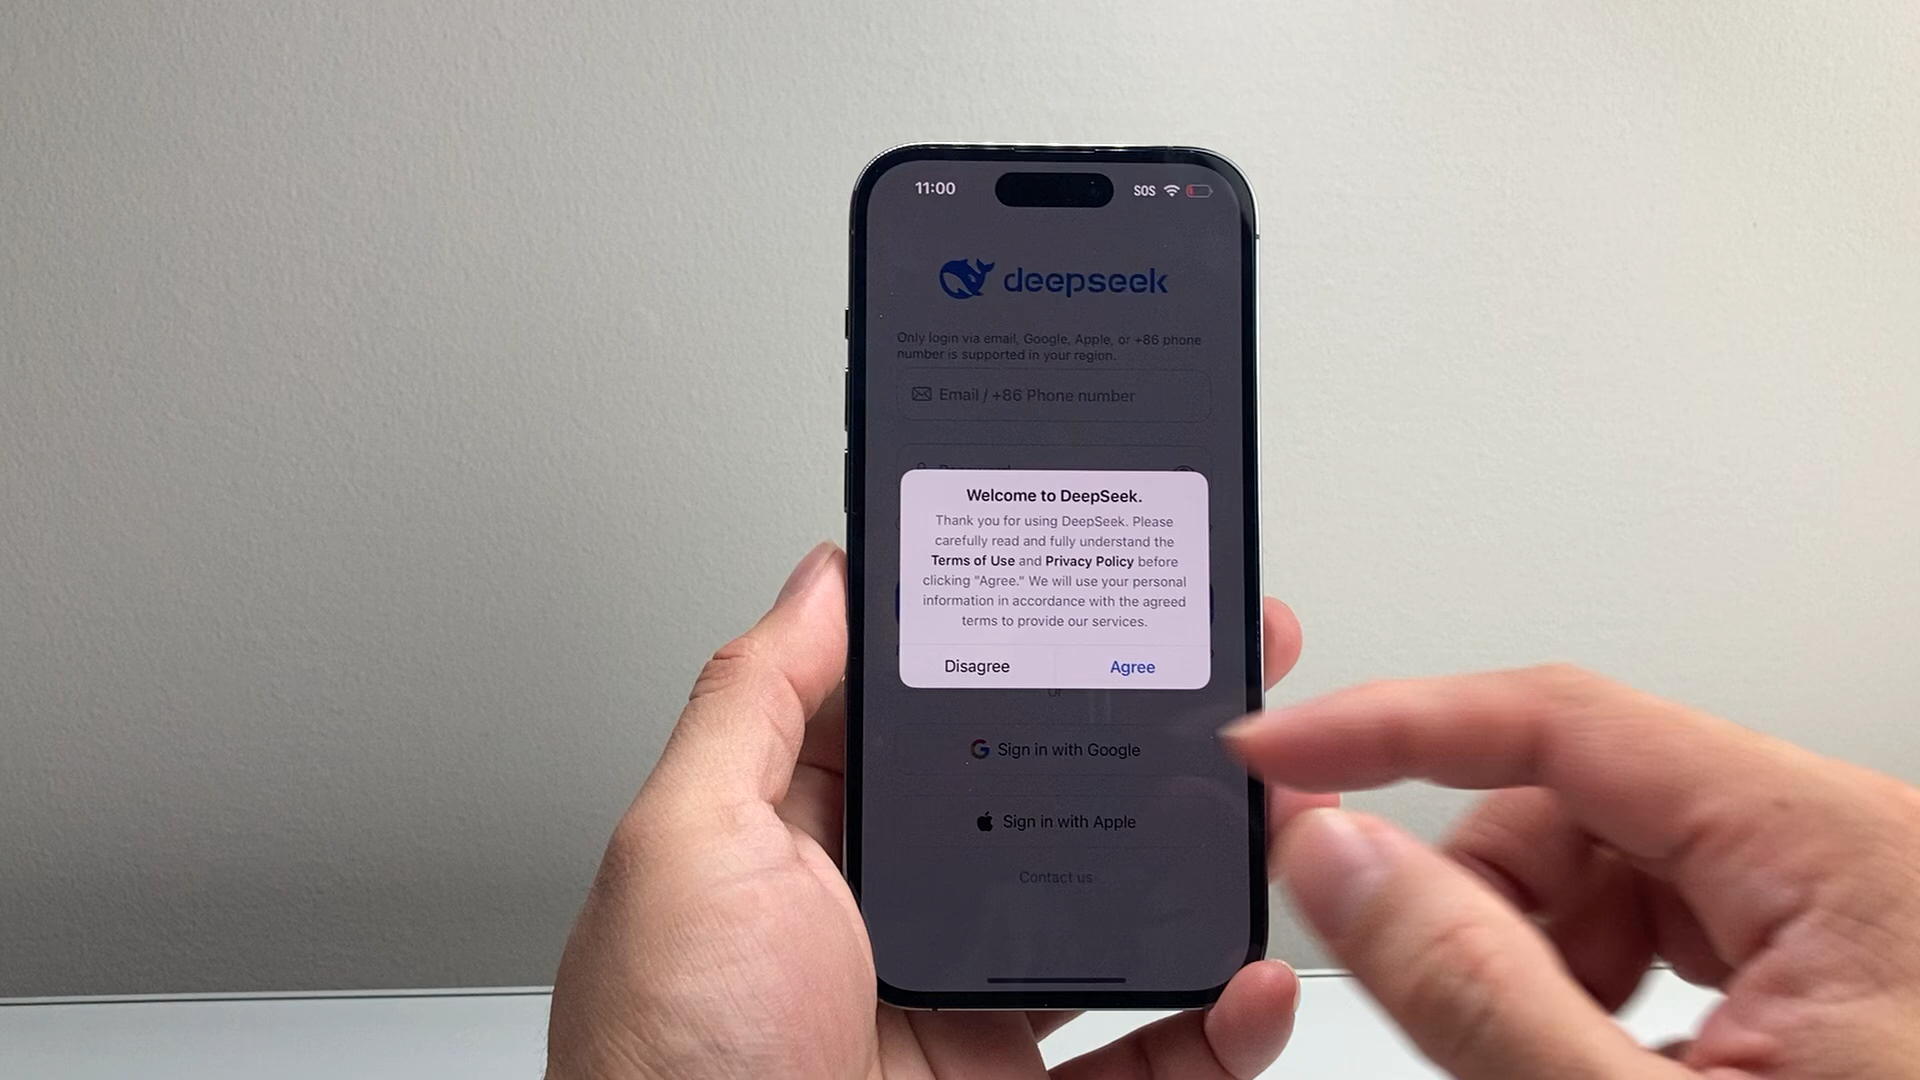 11:00
SOS
deepseek
Only login via email, Google, Apple, or +86 phone
number is supported in your region.
Email / +86 Phone number
Welcome to DeepSeek.
Thank you for using DeepSeek. Please
carefully read and fully understand the
Terms of Use and Privacy Policy before
clicking "Agree." We will use your personal
information in accordance with the agreed
terms to provide our services.
Disagree
Agree
Sign in with Google
Sign in with Apple
Contact us